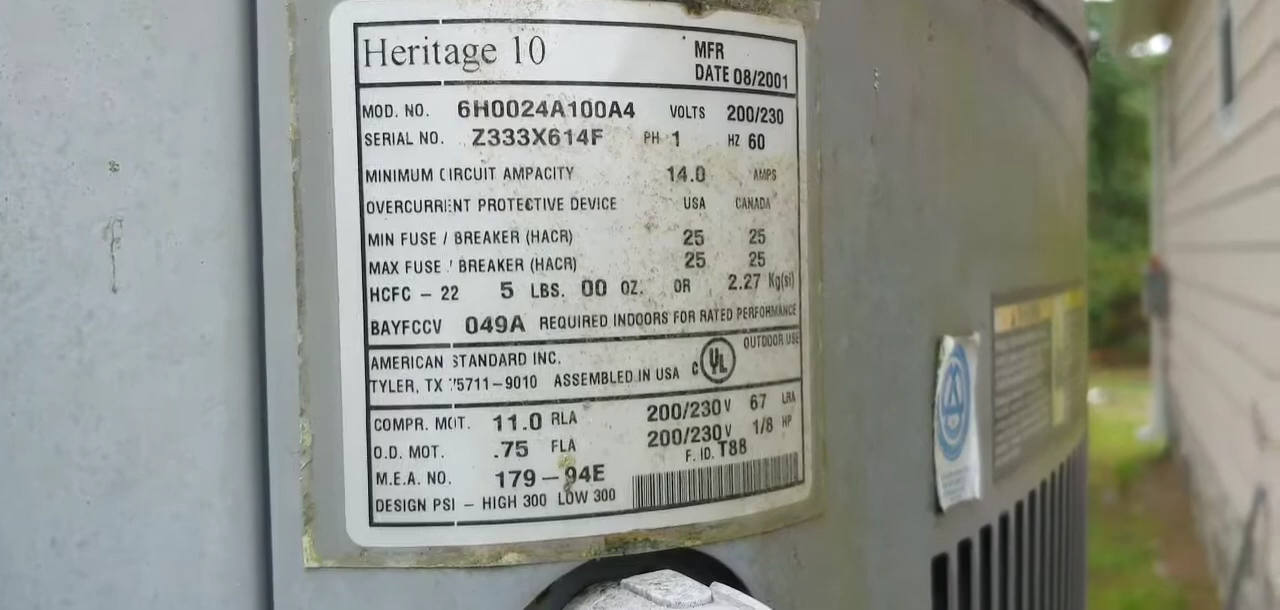 Heritage 10
MFR
DATE 08/2001
MOD. NO. 6H0024A100A4 VOLTS 200/230
SERIAL NO. Z333X614F PH 1 HZ 60
MINIMUM CIRCUIT AMPACITY 14.0 AMPS
OVERCURRENT PROTECTIVE DEVICE USA CANADA
MIN FUSE / BREAKER (HACR) 25 25
MAX FUSE / BREAKER (HACR) 25 25
HCFC - 22 5 LBS. 00 OZ. OR 2.27 Kg(si)
BAYFCCV 049A REQUIRED INDOORS FOR RATED PERFORMANCE
AMERICAN STANDARD INC. OUTDOOR USE
TYLER, TX 75711-9010 ASSEMBLED IN USA C UL
COMPR. MOT. 11.0 RLA 200/230V 67 LRA
O.D. MOT. .75 FLA 200/230V 1/8 HP
F. ID. T88
M.E.A. NO. 179-94E
DESIGN PSI - HIGH 300 LOW 300